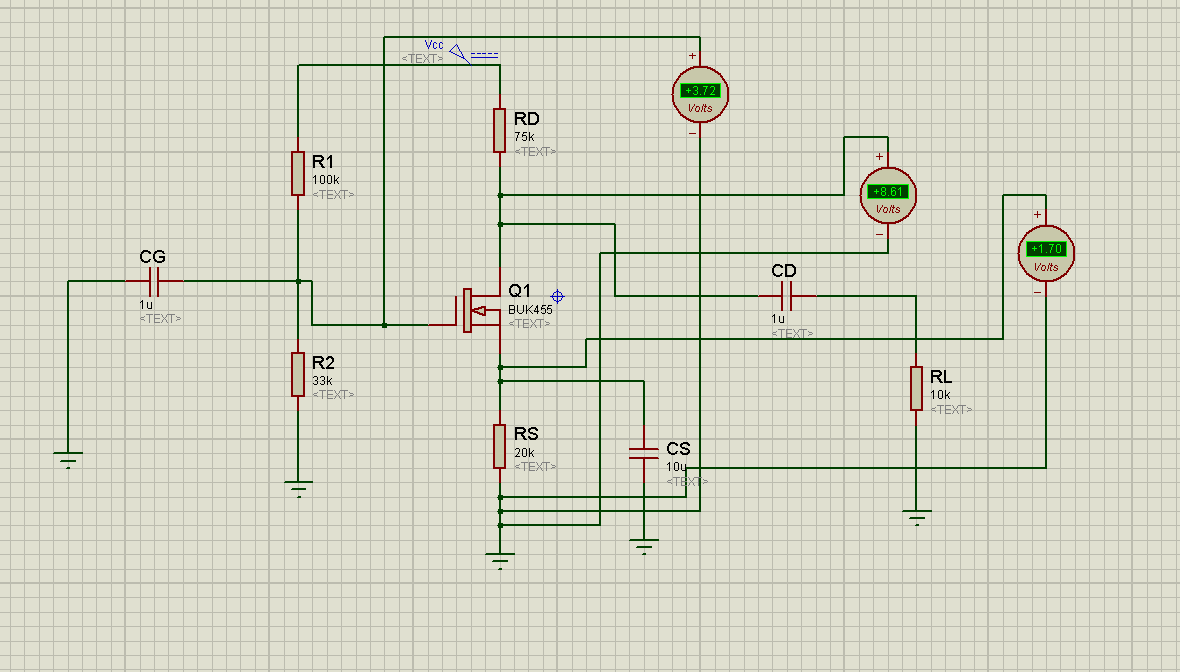 Vcc
<TEXT>
+
+3.72
Volts
−
RD
75k
<TEXT>
R1
100k
<TEXT>
+
+8.61
Volts
−
+
+1.70
Volts
−
CG
1u
<TEXT>
Q1
BUK455
<TEXT>
CD
1u
<TEXT>
R2
33k
<TEXT>
RL
10k
<TEXT>
RS
20k
<TEXT>
CS
10u
<TEXT>